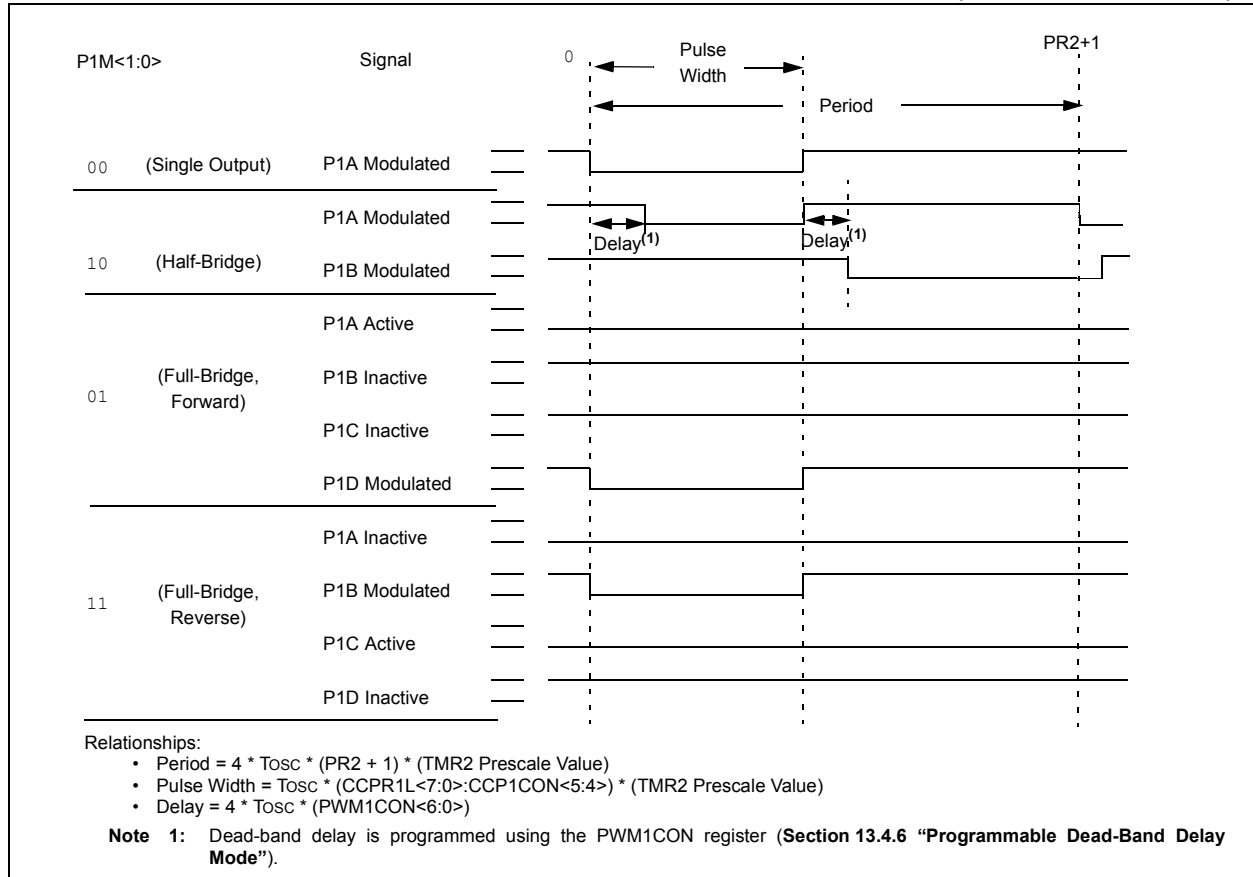 P1M<1:0> Signal 0 Pulse Width PR2+1
Period
00 (Single Output) P1A Modulated
P1A Modulated
Delay(1) Delay(1)
10 (Half-Bridge) P1B Modulated
P1A Active
01 (Full-Bridge, Forward) P1B Inactive
P1C Inactive
P1D Modulated
P1A Inactive
11 (Full-Bridge, Reverse) P1B Modulated
P1C Active
P1D Inactive
Relationships:
• Period = 4 * TOSC * (PR2 + 1) * (TMR2 Prescale Value)
• Pulse Width = TOSC * (CCPR1L<7:0>:CCP1CON<5:4>) * (TMR2 Prescale Value)
• Delay = 4 * TOSC * (PWM1CON<6:0>)
Note 1: Dead-band delay is programmed using the PWM1CON register (Section 13.4.6 “Programmable Dead-Band Delay
Mode”).